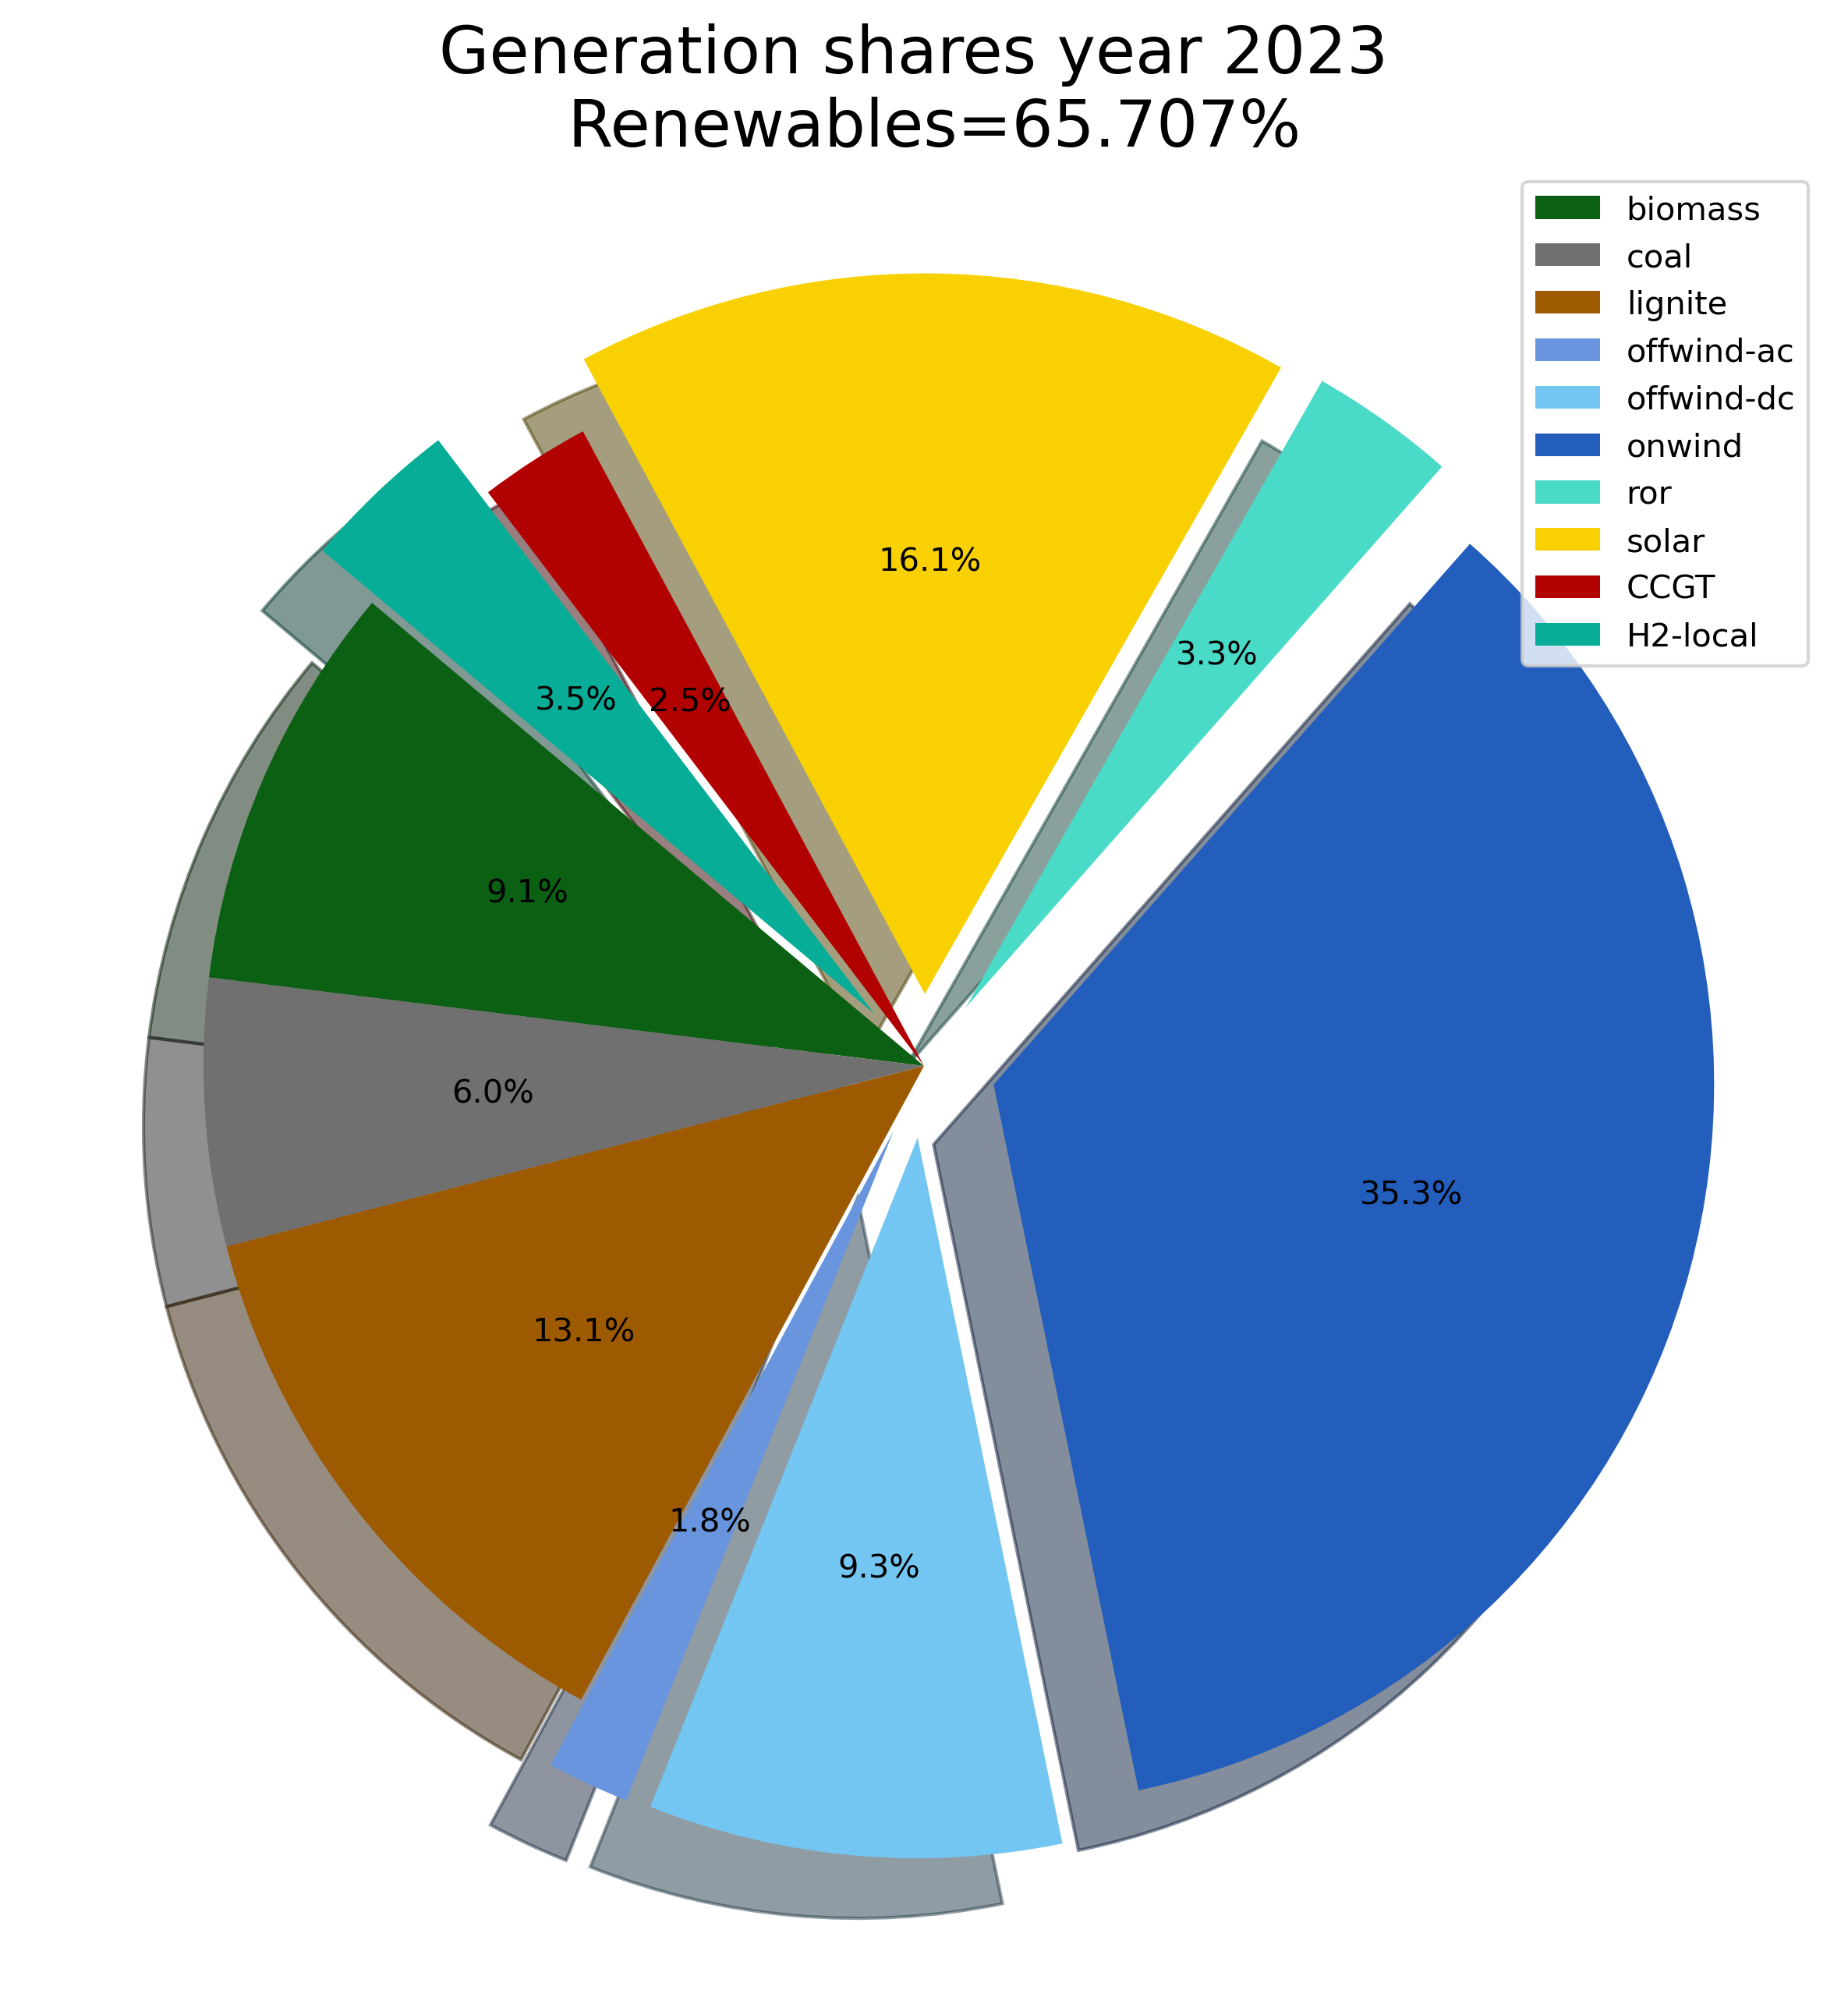 Generation shares year 2023
Renewables=65.707%
biomass
coal
lignite
offwind-ac
offwind-dc
onwind
ror
solar
CCGT
H2-local
16.1%
3.3%
3.5%
2.5%
9.1%
6.0%
35.3%
13.1%
1.8%
9.3%